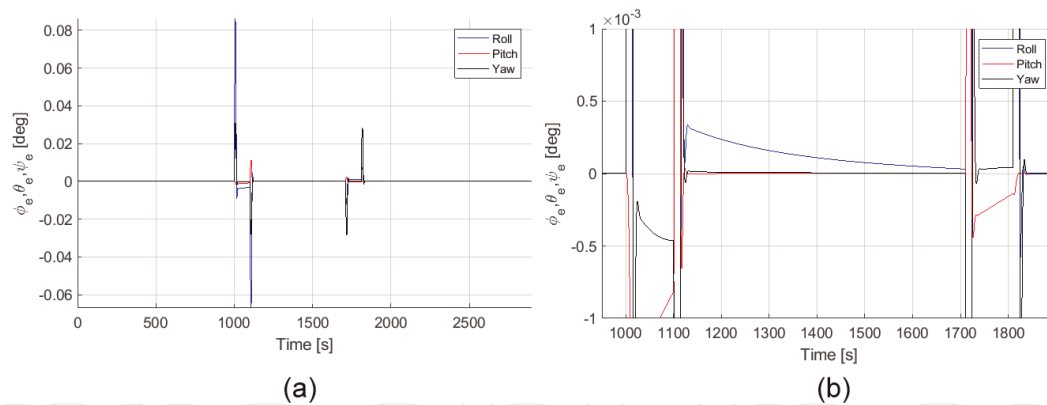 0.08
0.06
0.04
0.02
0
-0.02
-0.04
-0.06
ϕe,θe,ψe [deg]
0 500 1000 1500 2000 2500
Time [s]
Roll
Pitch
Yaw
(a)
×10-3
1
0.5
0
-0.5
-1
ϕe,θe,ψe [deg]
1000 1100 1200 1300 1400 1500 1600 1700 1800
Time [s]
Roll
Pitch
Yaw
(b)